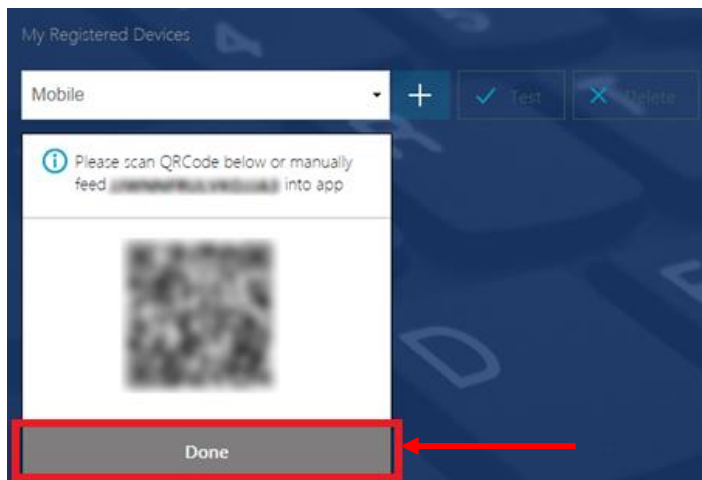 My Registered Devices
Mobile
Test
Delete
Please scan QRCode below or manually
feed into app
Done